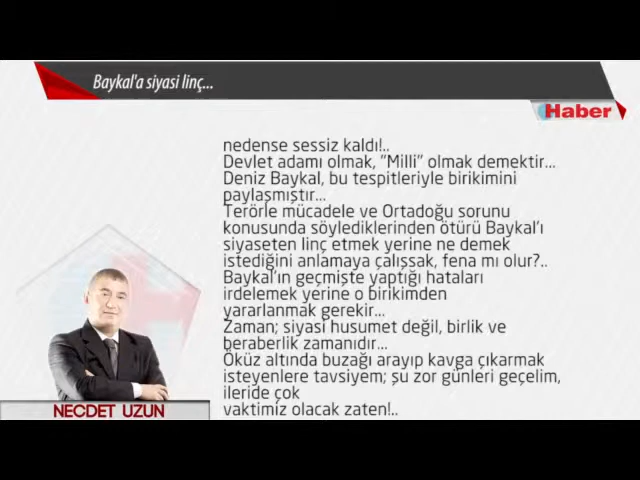 Baykal'a siyasi linç...
Haber
nedense sessiz kaldı!..
Devlet adamı olmak, "Milli" olmak demektir...
Deniz Baykal, bu tespitleriyle birikimini
paylaşmıştır...
Terörle mücadele ve Ortadoğu sorunu
konusunda söylediklerinden ötürü Baykal'ı
siyaseten linç etmek yerine ne demek
istediğini anlamaya çalışsak, fena mı olur?..
Baykal'ın geçmişte yaptığı hataları
irdelemek yerine o birikimden
yararlanmak gerekir...
Zaman; siyasi husumet değil, birlik ve
beraberlik zamanıdır...
Öküz altında buzağı arayıp kavga çıkarmak
isteyenlere tavsiyem; şu zor günleri geçelim,
ileride çok
vaktimiz olacak zaten!..
NECDET UZUN